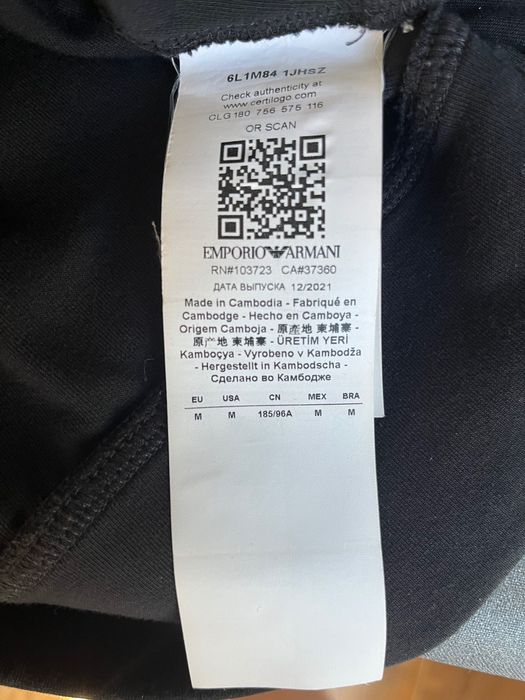 6L1M84 1JHSZ
Check authenticity at
www.certilogo.com
CLG180 756 575 116
OR SCAN
EMPORIO ARMANI
RN#103723 CA#37360
ДАТА ВЫПУСКА 12/2021
Made in Cambodia - Fabriqué en
Cambodge - Hecho en Camboya -
Origem Camboja - 原產地 柬埔寨 -
原产地 柬埔寨 - ÜRETİM YERİ
Kamboçya - Vyrobeno v Kambodža
- Hergestellt in Kambodscha -
Сделано во Камбодже
EU USA CN MEX BRA
M M 185/96A M M